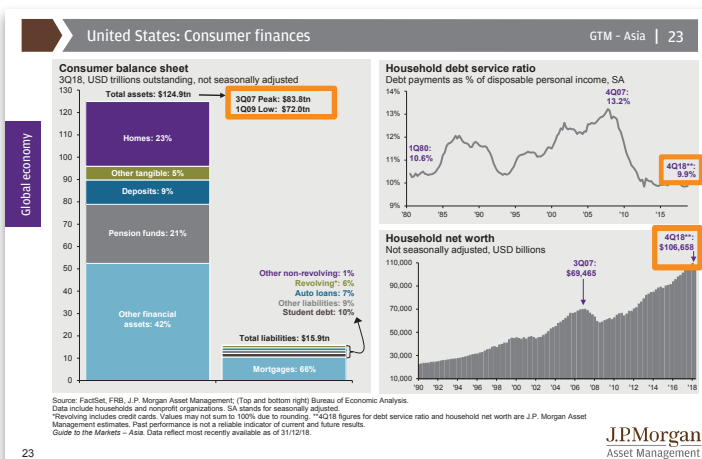 United States: Consumer finances
GTM – Asia | 23
Global economy
Consumer balance sheet
3Q18, USD trillions outstanding, not seasonally adjusted
130
120
110
100
90
80
70
60
50
40
30
20
10
0
Total assets: $124.9tn
3Q07 Peak: $83.8tn
1Q09 Low: $72.0tn
Homes: 23%
Other tangible: 5%
Deposits: 9%
Pension funds: 21%
Other financial
assets: 42%
Other non-revolving: 1%
Revolving*: 6%
Auto loans: 7%
Other liabilities: 9%
Student debt: 10%
Total liabilities: $15.9tn
Mortgages: 66%
Household debt service ratio
Debt payments as % of disposable personal income, SA
14%
13%
12%
11%
10%
9%
1Q80:
10.6%
4Q07:
13.2%
4Q18**:
9.9%
'80 '85 '90 '95 '00 '05 '10 '15
Household net worth
Not seasonally adjusted, USD billions
110,000
90,000
70,000
50,000
30,000
10,000
3Q07:
$69,465
4Q18**:
$106,658
'90 '92 '94 '96 '98 '00 '02 '04 '06 '08 '10 '12 '14 '16 '18
Source: FactSet, FRB, J.P. Morgan Asset Management; (Top and bottom right) Bureau of Economic Analysis.
Data include households and nonprofit organizations. SA stands for seasonally adjusted.
*Revolving includes credit cards. Values may not sum to 100% due to rounding. **4Q18 figures for debt service ratio and household net worth are J.P. Morgan Asset
Management estimates. Past performance is not a reliable indicator of current and future results.
Guide to the Markets – Asia. Data reflect most recently available as of 31/12/18.
J.P.Morgan
Asset Management
23